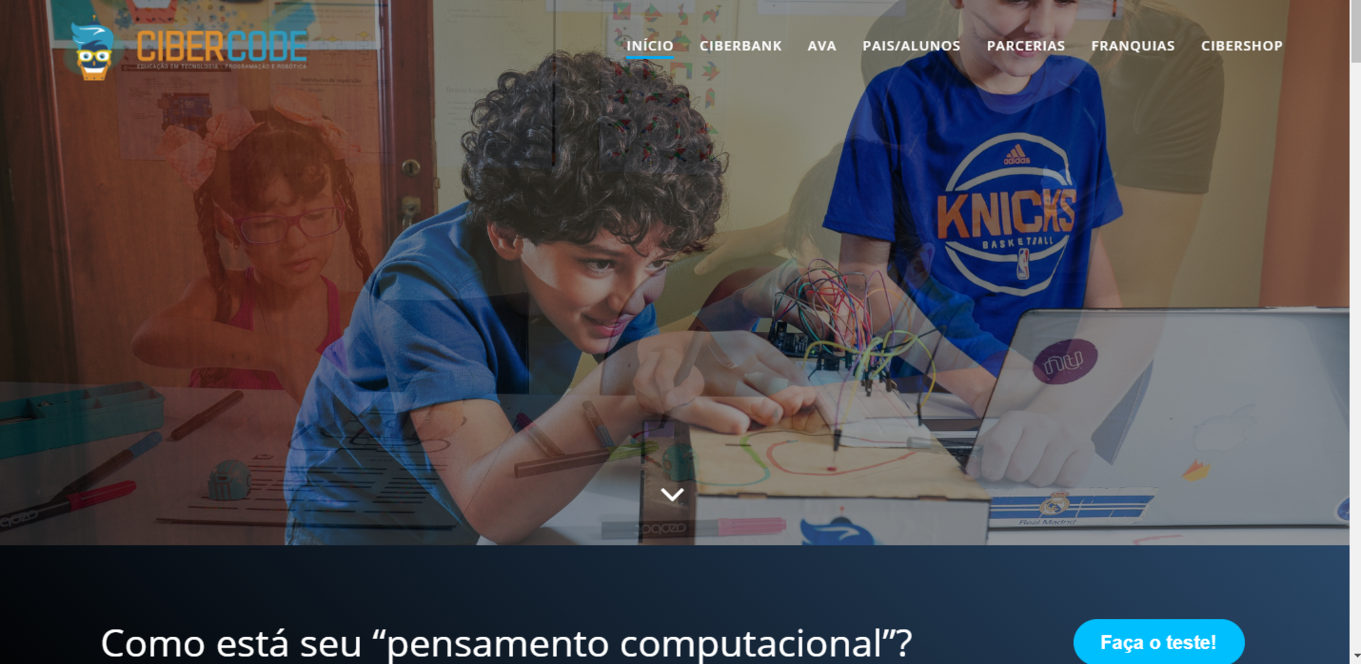 CIBERCODE
EDUCAÇÃO EM TECNOLOGIA - PROGRAMAÇÃO E ROBÓTICA
INÍCIO CIBERBANK AVA PAIS/ALUNOS PARCERIAS FRANQUIAS CIBERSHOP
adidas
KNICKS
BASKETBALL
nu
Real Madrid
Como está seu “pensamento computacional”? Faça o teste!